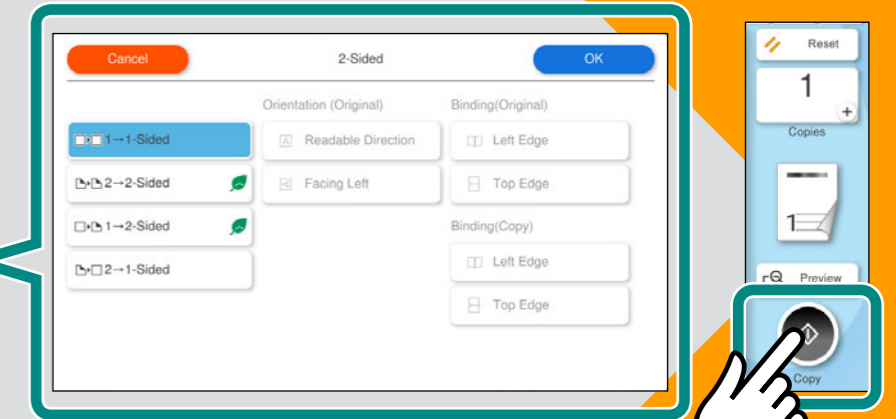 Cancel
2-Sided
OK
Orientation (Original)
Binding(Original)
1→1-Sided
A Readable Direction
Left Edge
2→2-Sided
Facing Left
Top Edge
1→2-Sided
Binding(Copy)
2→1-Sided
Left Edge
Top Edge
Reset
1
+
Copies
1
Preview
Copy